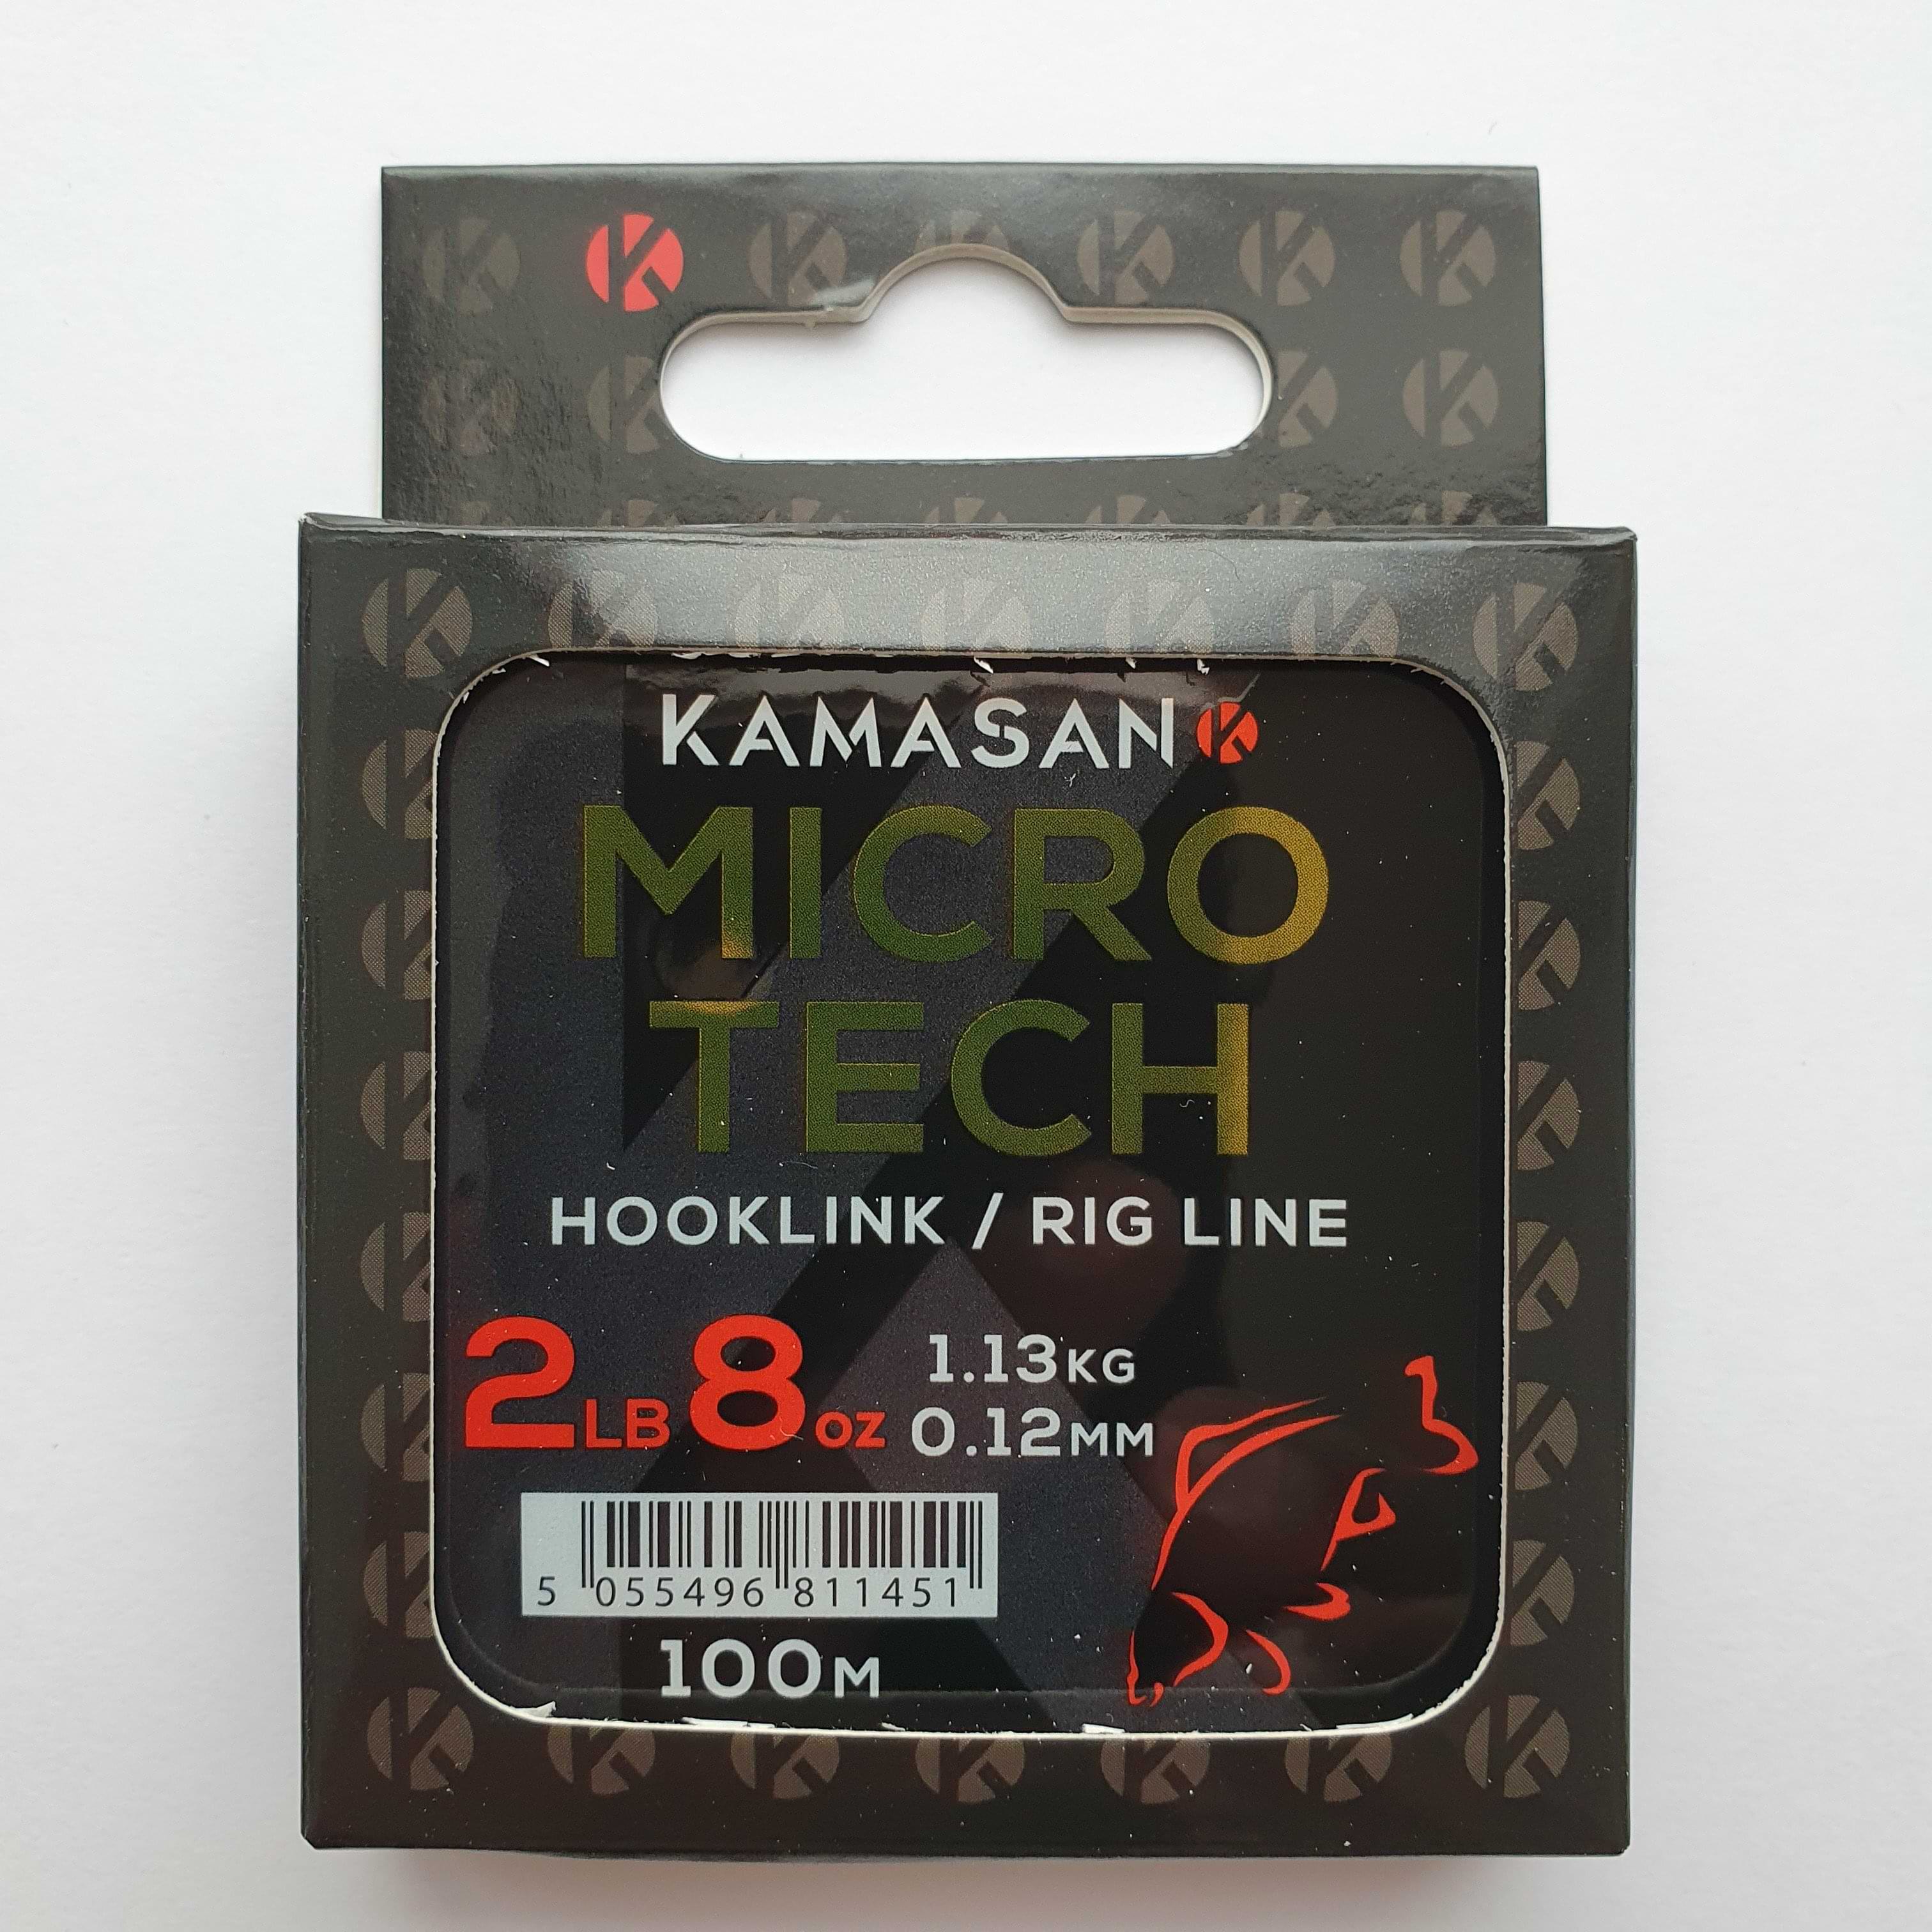 KAMASAN
MICRO
TECH
HOOKLINK / RIG LINE
2LB 8OZ
1.13KG
0.12MM
5 055496 811451
100M